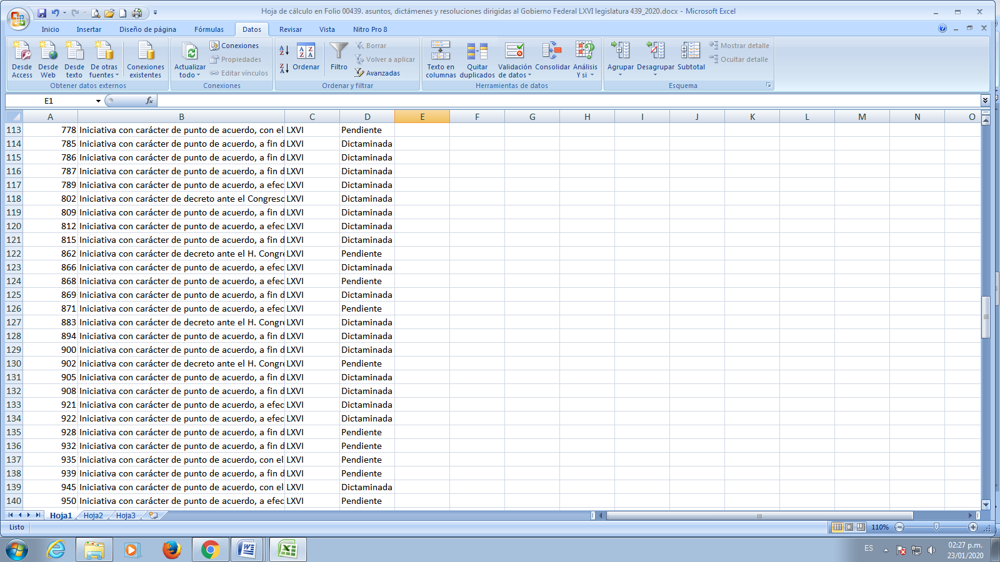 Hoja de cálculo en Folio 00439. asuntos, dictámenes y resoluciones dirigidas al Gobierno Federal LXVI legislatura 439_2020.docx - Microsoft Excel
Inicio Insertar Diseño de página Fórmulas Datos Revisar Vista Nitro Pro 8
Desde Access Desde Web Desde texto De otras fuentes Conexiones existentes
Obtener datos externos
Actualizar todo Conexiones Propiedades Editar vínculos
Conexiones
Ordenar Filtro Borrar Volver a aplicar Avanzadas
Ordenar y filtrar
Texto en columnas Quitar duplicados Validación de datos Consolidar Análisis Y si
Herramientas de datos
Agrupar Desagrupar Subtotal Mostrar detalle Ocultar detalle
Esquema
E1 fx
A B C D E F G H I J K L M N O
113 778 Iniciativa con carácter de punto de acuerdo, con el LXVI Pendiente
114 785 Iniciativa con carácter de punto de acuerdo, a fin d LXVI Dictaminada
115 786 Iniciativa con carácter de punto de acuerdo, a fin d LXVI Dictaminada
116 787 Iniciativa con carácter de punto de acuerdo, a fin d LXVI Dictaminada
117 789 Iniciativa con carácter de punto de acuerdo, a efec LXVI Dictaminada
118 802 Iniciativa con carácter de decreto ante el Congreso LXVI Dictaminada
119 809 Iniciativa con carácter de punto de acuerdo, a fin d LXVI Dictaminada
120 812 Iniciativa con carácter de punto de acuerdo, a efec LXVI Dictaminada
121 815 Iniciativa con carácter de punto de acuerdo, a fin d LXVI Dictaminada
122 862 Iniciativa con carácter de decreto ante el H. Congre LXVI Pendiente
123 866 Iniciativa con carácter de punto de acuerdo, a efec LXVI Dictaminada
124 868 Iniciativa con carácter de punto de acuerdo, a efec LXVI Pendiente
125 869 Iniciativa con carácter de punto de acuerdo, a fin d LXVI Dictaminada
126 871 Iniciativa con carácter de punto de acuerdo, a efec LXVI Pendiente
127 883 Iniciativa con carácter de decreto ante el H. Congre LXVI Dictaminada
128 894 Iniciativa con carácter de punto de acuerdo, a fin d LXVI Dictaminada
129 900 Iniciativa con carácter de punto de acuerdo, a fin d LXVI Dictaminada
130 902 Iniciativa con carácter de decreto ante el H. Congre LXVI Pendiente
131 905 Iniciativa con carácter de punto de acuerdo, a fin d LXVI Dictaminada
132 908 Iniciativa con carácter de punto de acuerdo, a fin d LXVI Dictaminada
133 921 Iniciativa con carácter de punto de acuerdo, a efec LXVI Dictaminada
134 922 Iniciativa con carácter de punto de acuerdo, a efec LXVI Dictaminada
135 928 Iniciativa con carácter de punto de acuerdo, a fin d LXVI Pendiente
136 932 Iniciativa con carácter de punto de acuerdo, a fin d LXVI Pendiente
137 935 Iniciativa con carácter de punto de acuerdo, con el LXVI Pendiente
138 939 Iniciativa con carácter de punto de acuerdo, a fin d LXVI Pendiente
139 945 Iniciativa con carácter de punto de acuerdo, con el LXVI Dictaminada
140 950 Iniciativa con carácter de punto de acuerdo, a efec LXVI Pendiente
Hoja1 Hoja2 Hoja3
Listo 110%
ES 02:27 p.m.
23/01/2020